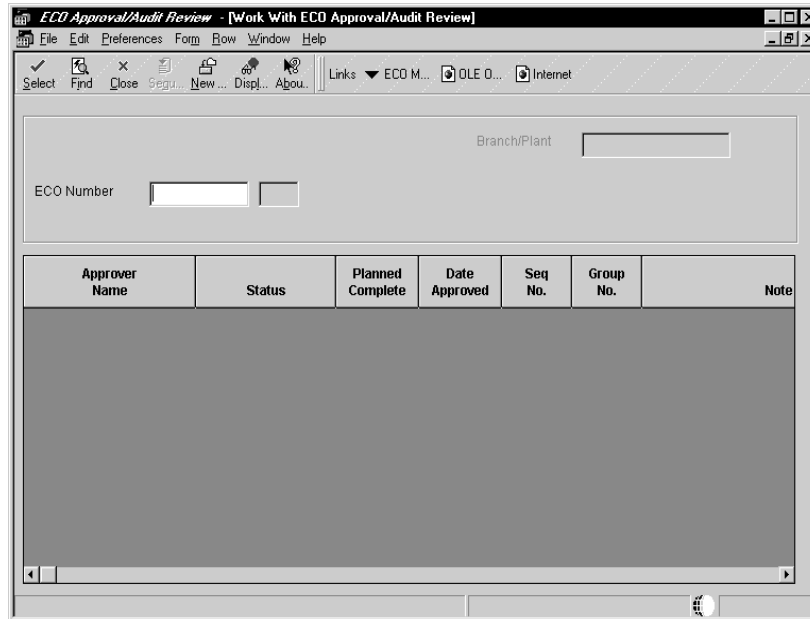 ECO Approval/Audit Review - [Work With ECO Approval/Audit Review]
File Edit Preferences Form Row Window Help
Select Find Close Sequ... New ... Displ... Abou.. Links ECO M... OLE O... Internet
Branch/Plant
ECO Number
Approver Name Status Planned Complete Date Approved Seq No. Group No. Note